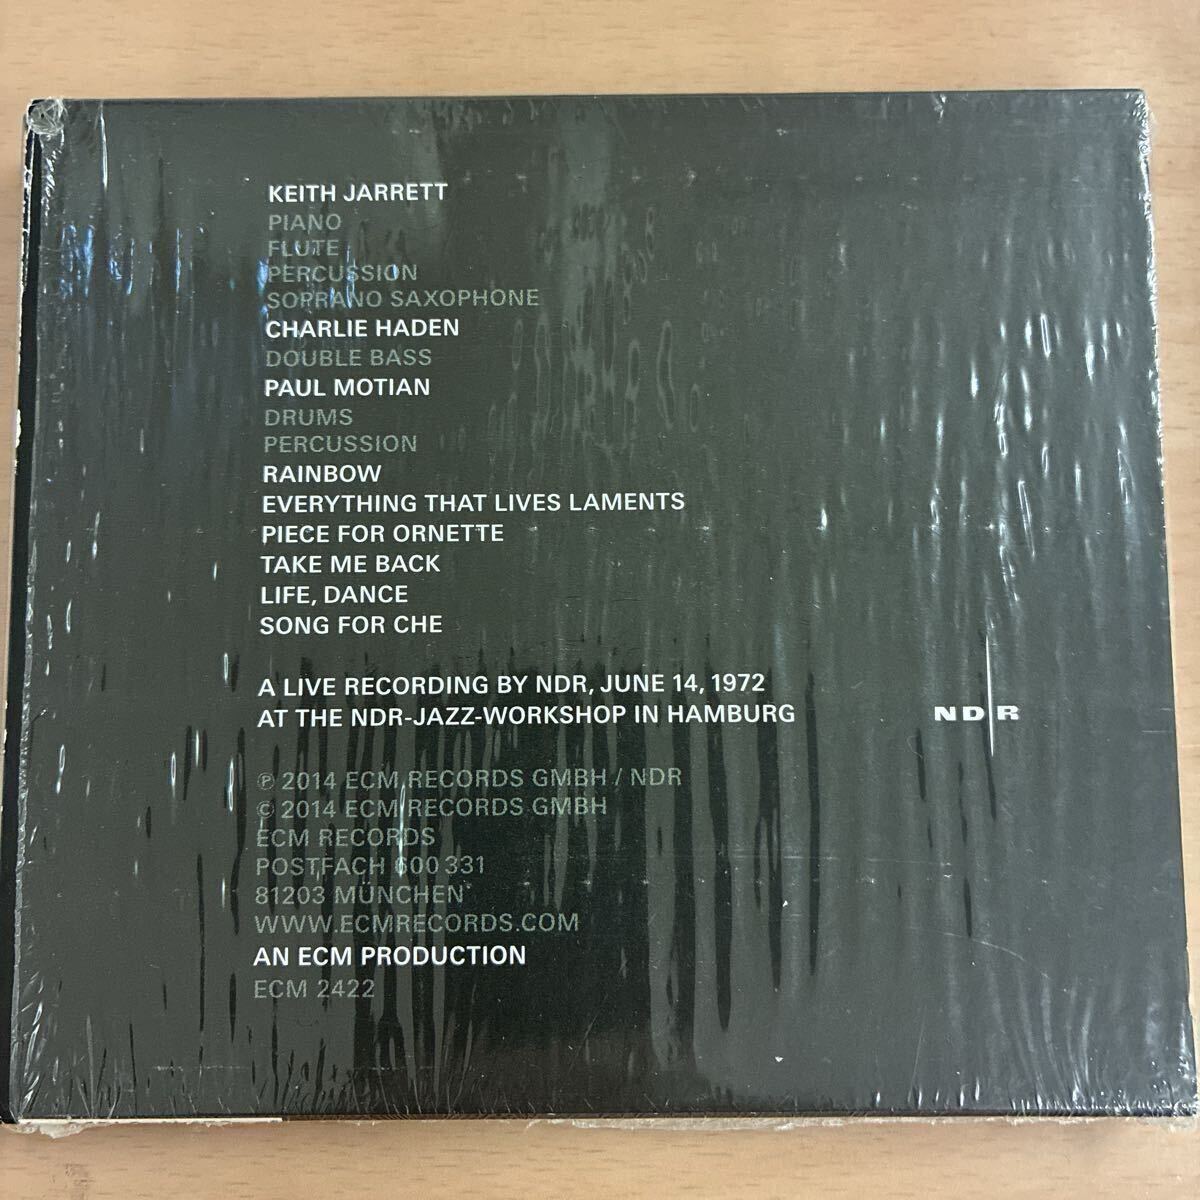 KEITH JARRETT
PIANO
FLUTE
PERCUSSION
SOPRANO SAXOPHONE
CHARLIE HADEN
DOUBLE BASS
PAUL MOTIAN
DRUMS
PERCUSSION
RAINBOW
EVERYTHING THAT LIVES LAMENTS
PIECE FOR ORNETTE
TAKE ME BACK
LIFE, DANCE
SONG FOR CHE
A LIVE RECORDING BY NDR, JUNE 14, 1972
AT THE NDR-JAZZ-WORKSHOP IN HAMBURG
NDR
℗ 2014 ECM RECORDS GMBH / NDR
© 2014 ECM RECORDS GMBH
ECM RECORDS
POSTFACH 600 331
81203 MÜNCHEN
WWW.ECMRECORDS.COM
AN ECM PRODUCTION
ECM 2422